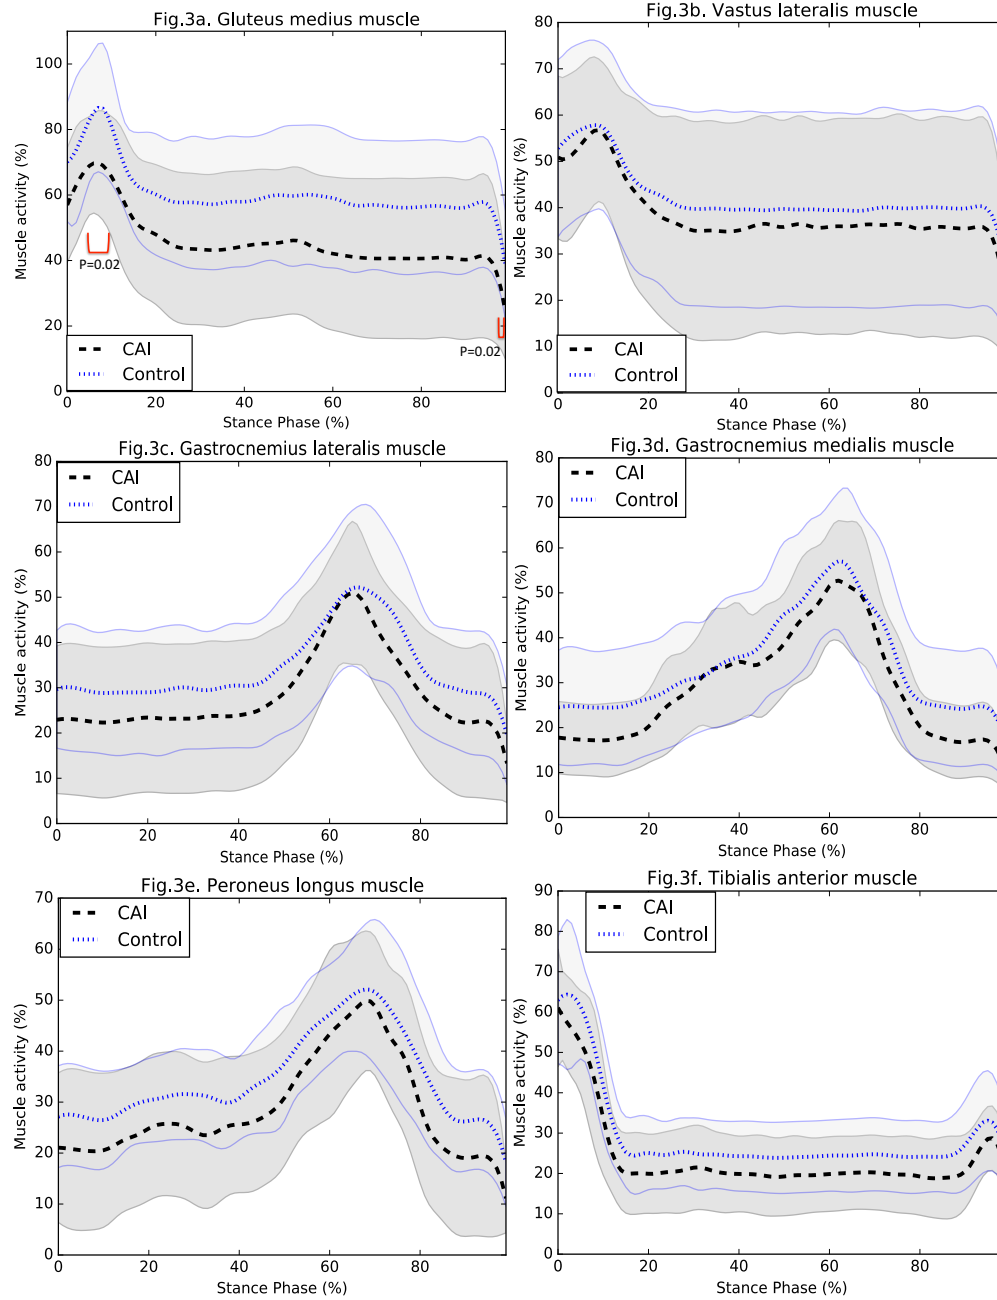 Fig.3a. Gluteus medius muscle
Muscle activity (%)
100
80
60
40
20
0
P=0.02
P=0.02
CAI
Control
0 20 40 60 80
Stance Phase (%)
Fig.3b. Vastus lateralis muscle
Muscle activity (%)
80
70
60
50
40
30
20
10
0
CAI
Control
0 20 40 60 80
Stance Phase (%)
Fig.3c. Gastrocnemius lateralis muscle
Muscle activity (%)
80
70
60
50
40
30
20
10
0
CAI
Control
0 20 40 60 80
Stance Phase (%)
Fig.3d. Gastrocnemius medialis muscle
Muscle activity (%)
80
70
60
50
40
30
20
10
0
CAI
Control
0 20 40 60 80
Stance Phase (%)
Fig.3e. Peroneus longus muscle
Muscle activity (%)
70
60
50
40
30
20
10
0
CAI
Control
0 20 40 60 80
Stance Phase (%)
Fig.3f. Tibialis anterior muscle
Muscle activity (%)
90
80
70
60
50
40
30
20
10
0
CAI
Control
0 20 40 60 80
Stance Phase (%)